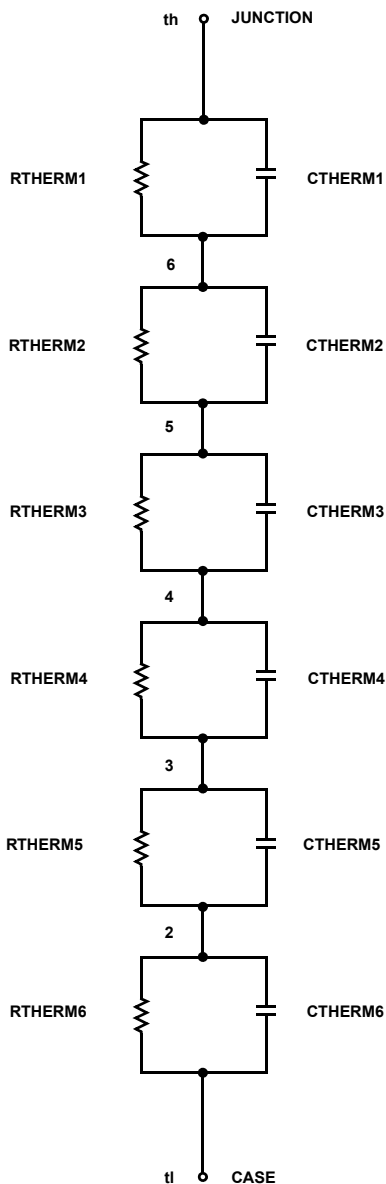 th JUNCTION
RTHERM1 CTHERM1
6
RTHERM2 CTHERM2
5
RTHERM3 CTHERM3
4
RTHERM4 CTHERM4
3
RTHERM5 CTHERM5
2
RTHERM6 CTHERM6
tl CASE